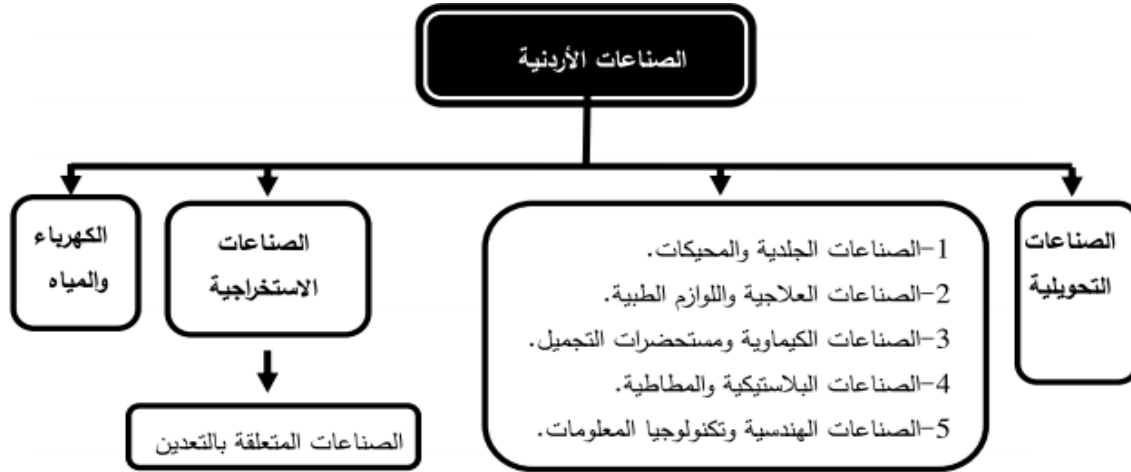 الصناعات الأردنية
الصناعات
التحويلية
1-الصناعات الجلدية والمحيكات.
2-الصناعات العلاجية واللوازم الطبية.
3-الصناعات الكيماوية ومستحضرات التجميل.
4-الصناعات البلاستيكية والمطاطية.
5-الصناعات الهندسية وتكنولوجيا المعلومات.
الصناعات
الاستخراجية
الصناعات المتعلقة بالتعدين
الكهرباء
والمياه